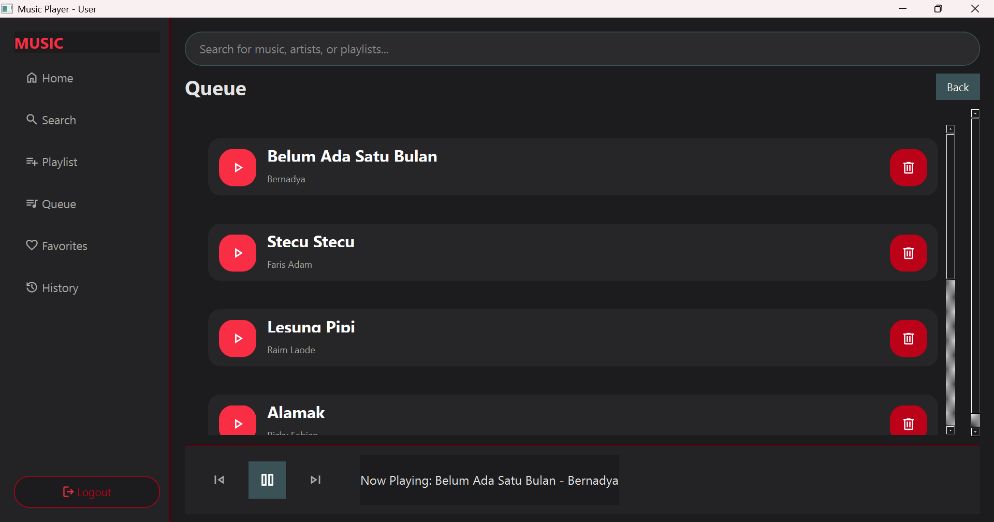 Music Player - User
MUSIC
Home
Search
Playlist
Queue
Favorites
History
Logout
Search for music, artists, or playlists...
Queue
Back
Belum Ada Satu Bulan
Bernadya
Stecu Stecu
Faris Adam
Lesung Pipi
Raim Laode
Alamak
Now Playing: Belum Ada Satu Bulan - Bernadya